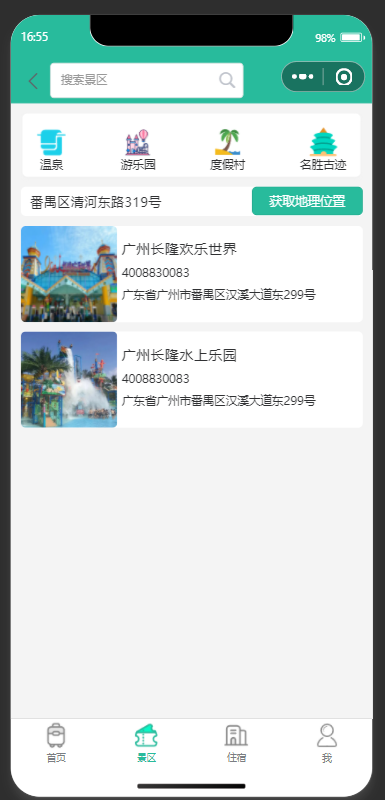 16:55
98%
搜索景区
温泉
游乐园
度假村
名胜古迹
番禺区清河东路319号
获取地理位置
广州长隆欢乐世界
4008830083
广东省广州市番禺区汉溪大道东299号
广州长隆水上乐园
4008830083
广东省广州市番禺区汉溪大道东299号
首页
景区
住宿
我